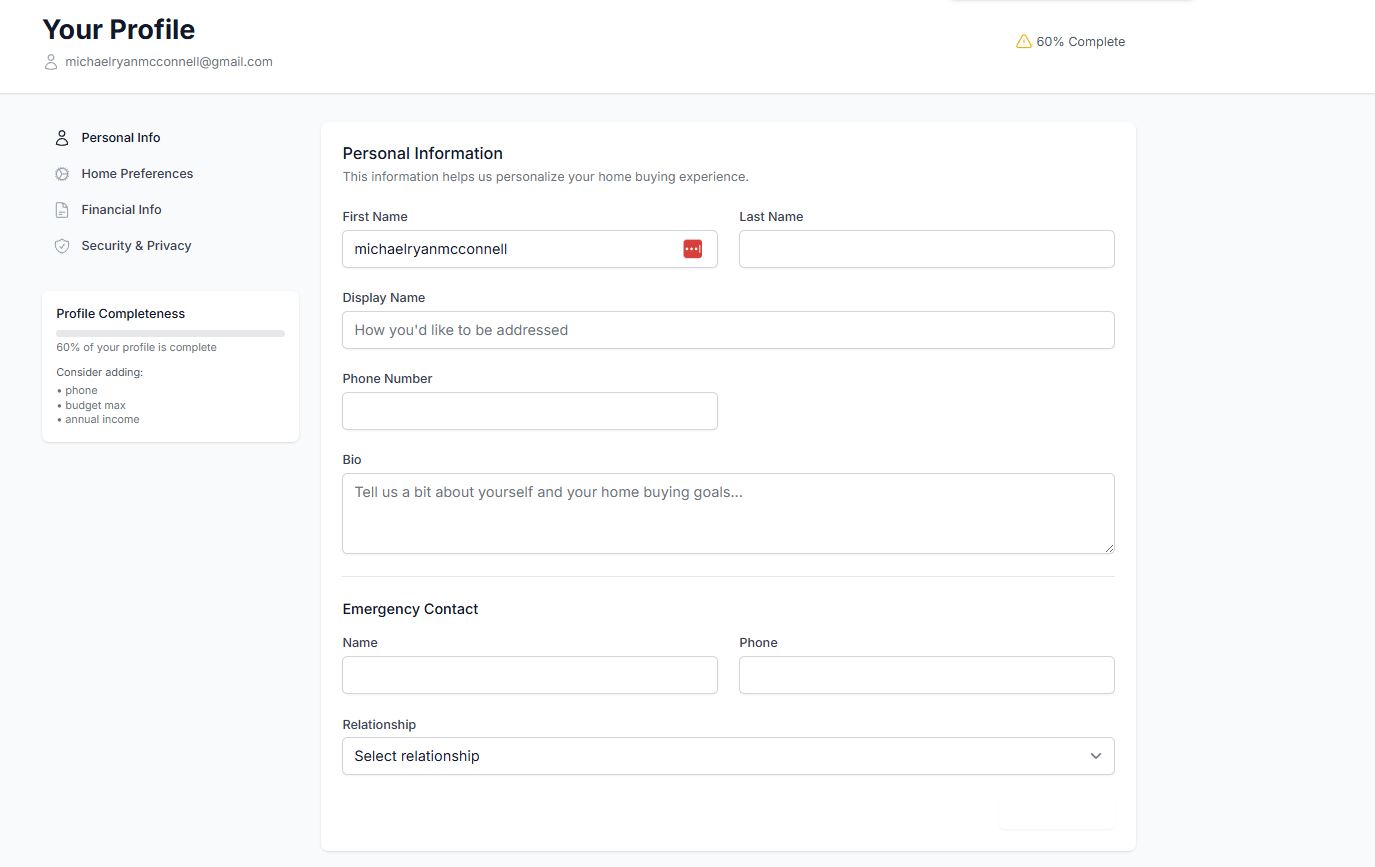 Your Profile
michaelryanmcconnell@gmail.com
60% Complete
Personal Info
Home Preferences
Financial Info
Security & Privacy
Profile Completeness
60% of your profile is complete
Consider adding:
• phone
• budget max
• annual income
Personal Information
This information helps us personalize your home buying experience.
First Name
Last Name
michaelryanmcconnell
Display Name
How you'd like to be addressed
Phone Number
Bio
Tell us a bit about yourself and your home buying goals...
Emergency Contact
Name
Phone
Relationship
Select relationship